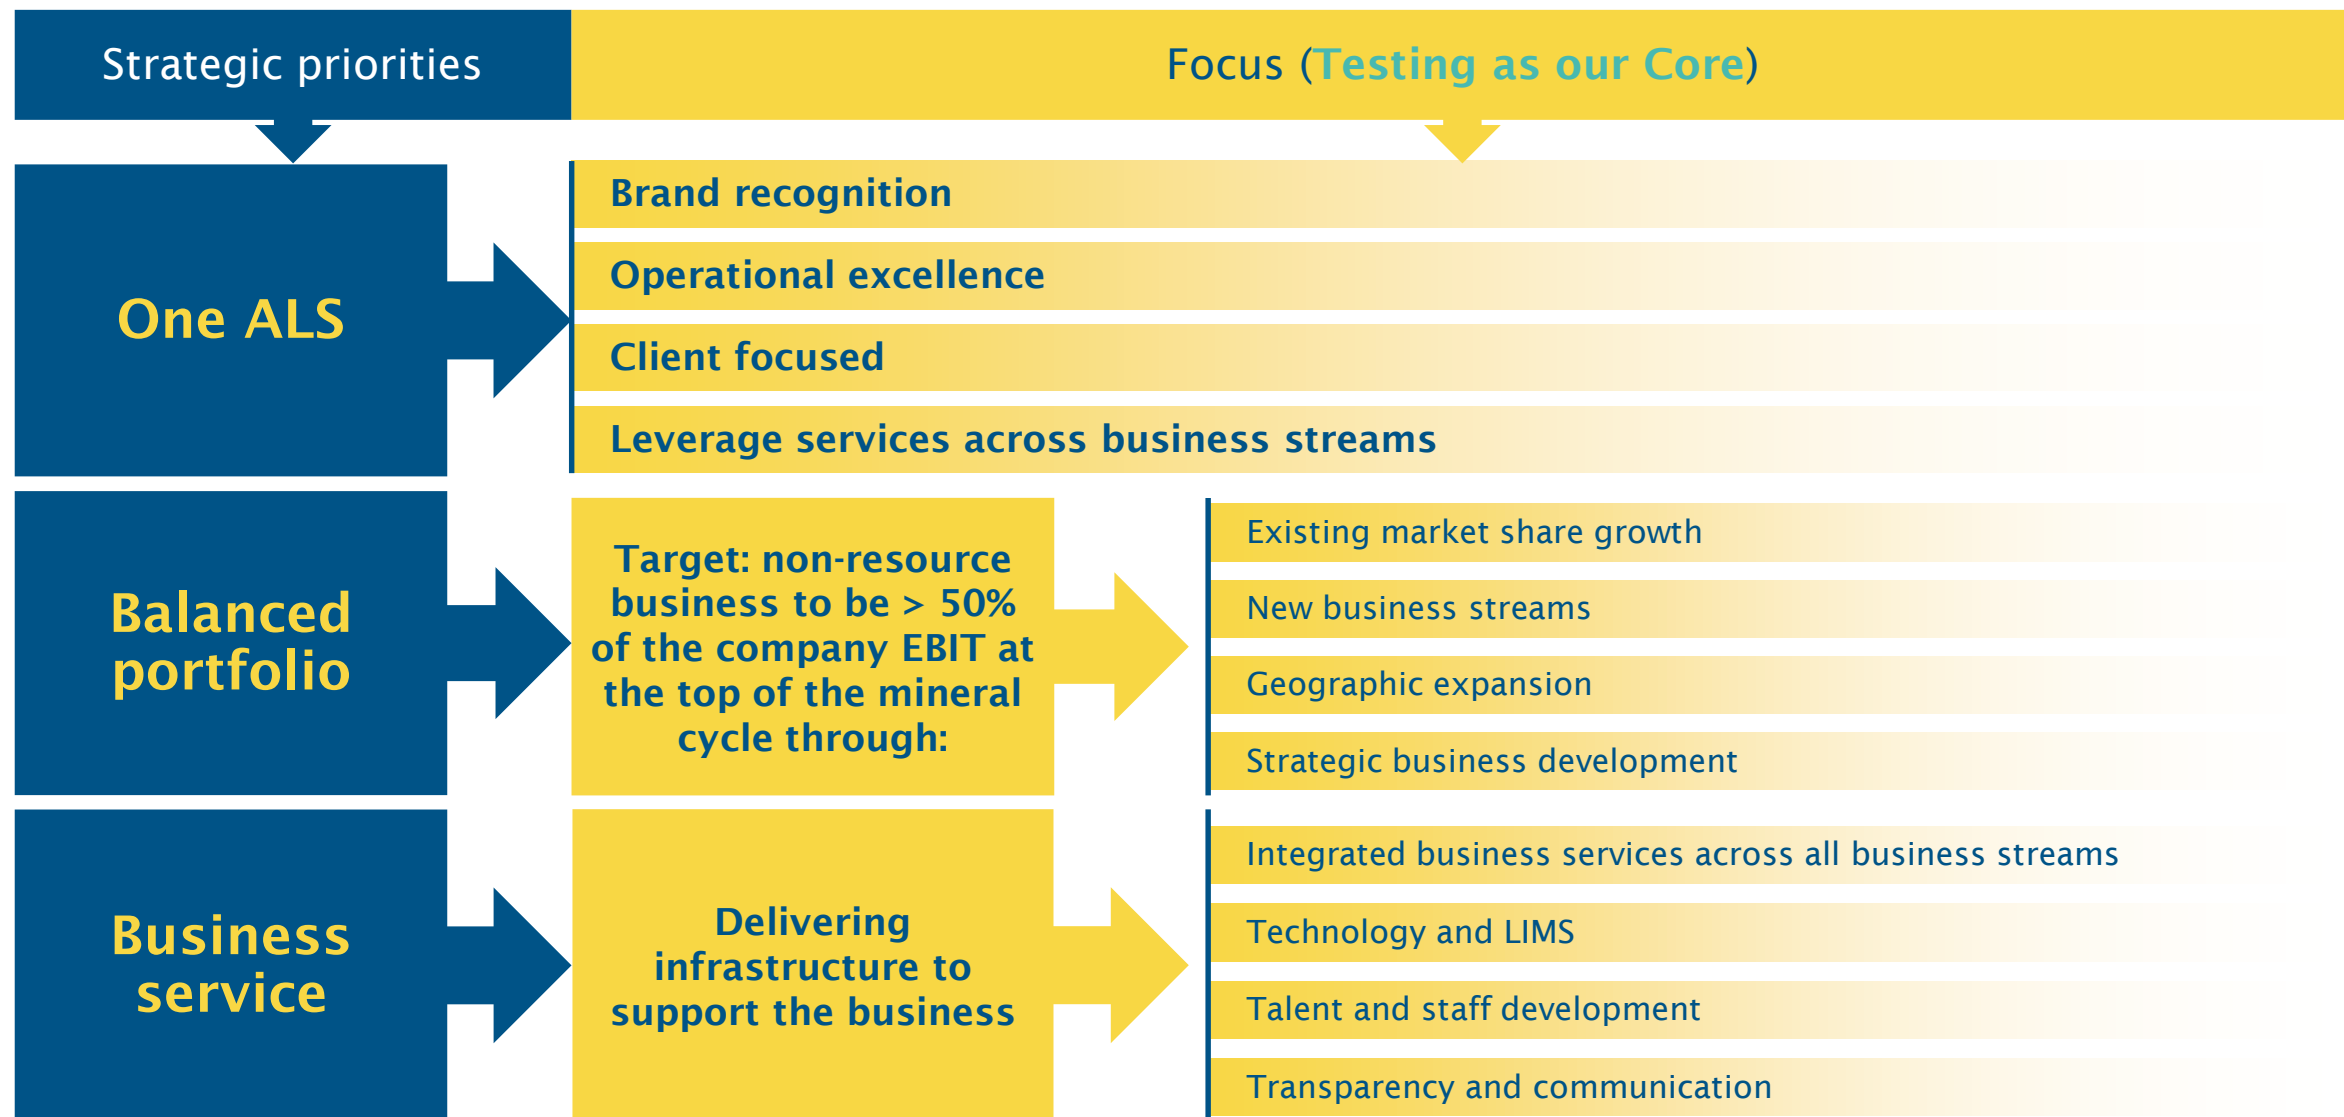 Strategic priorities
Focus (Testing as our Core)
One ALS
Brand recognition
Operational excellence
Client focused
Leverage services across business streams
Balanced
portfolio
Target: non-resource
business to be > 50%
of the company EBIT at
the top of the mineral
cycle through:
Existing market share growth
New business streams
Geographic expansion
Strategic business development
Business
service
Delivering
infrastructure to
support the business
Integrated business services across all business streams
Technology and LIMS
Talent and staff development
Transparency and communication